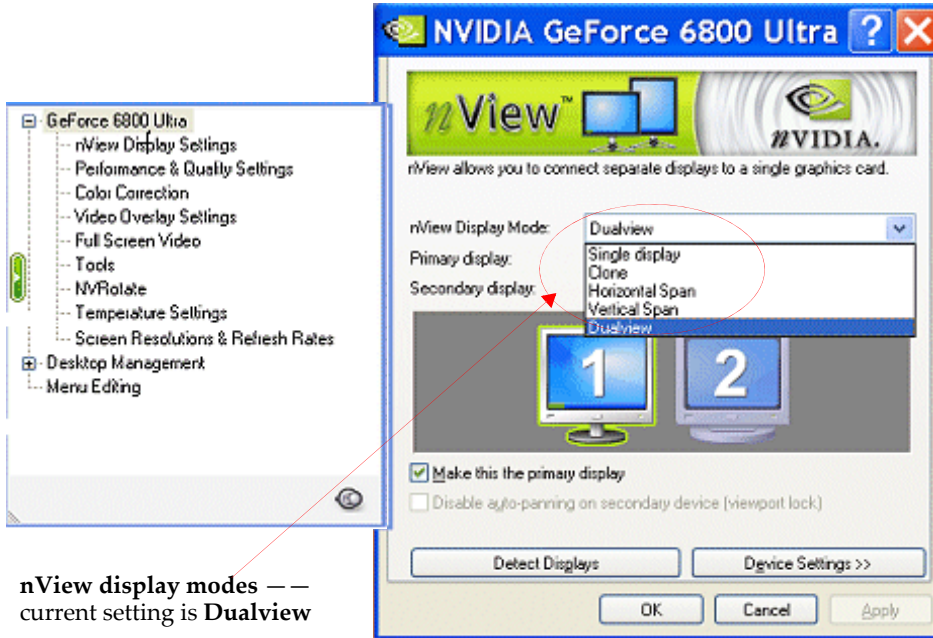 NVIDIA GeForce 6800 Ultra
nView™
nVIDIA.
nView allows you to connect separate displays to a single graphics card.
nView Display Mode:
Dualview
Primary display:
Secondary display:
Single display
Clone
Horizontal Span
Vertical Span
Dualview
1
2
Make this the primary display
Disable auto-panning on secondary device (viewport lock)
Detect Displays
Device Settings >>
OK
Cancel
Apply
GeForce 6800 Ultra
nView Display Settings
Performance & Quality Settings
Color Correction
Video Overlay Settings
Full Screen Video
Tools
NVRotate
Temperature Settings
Screen Resolutions & Refresh Rates
Desktop Management
Menu Editing
nView display modes — —
current setting is Dualview